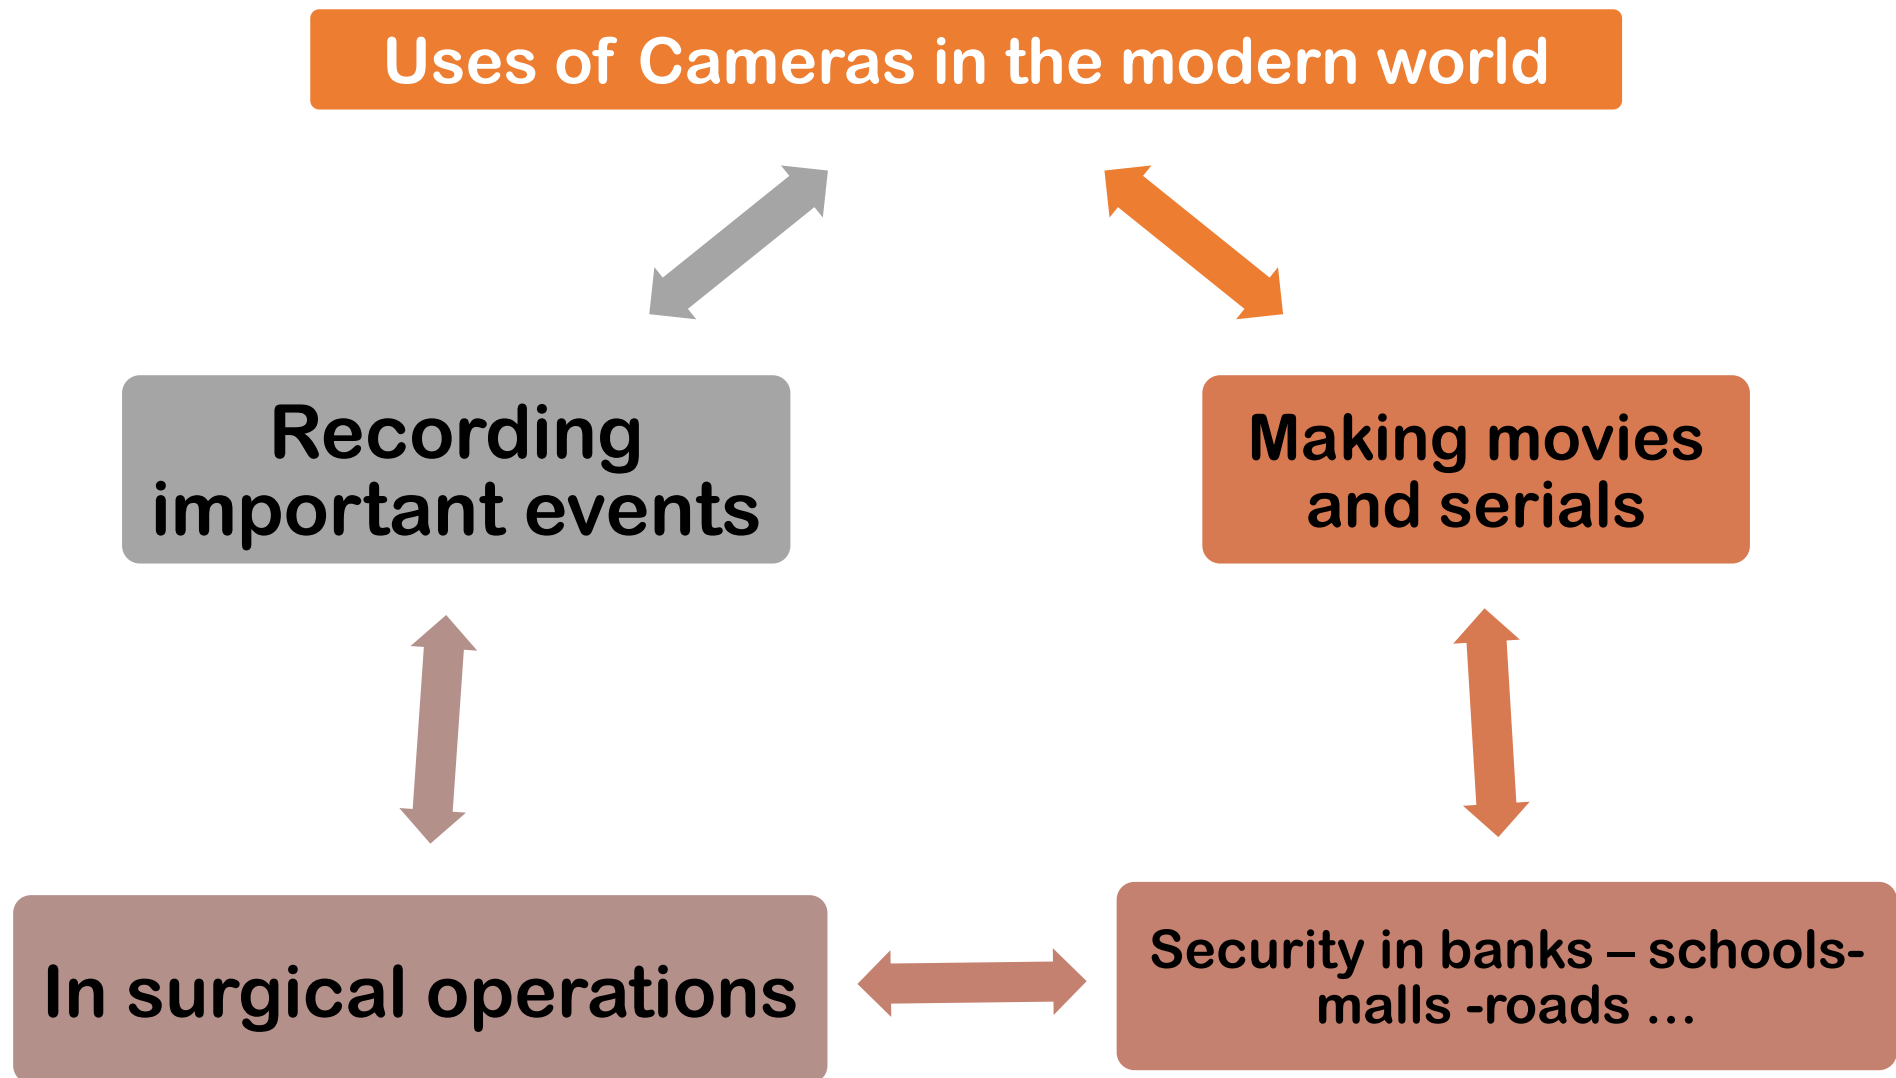 Uses of Cameras in the modern world
Recording
important events
Making movies
and serials
In surgical operations
Security in banks – schools-
malls -roads …